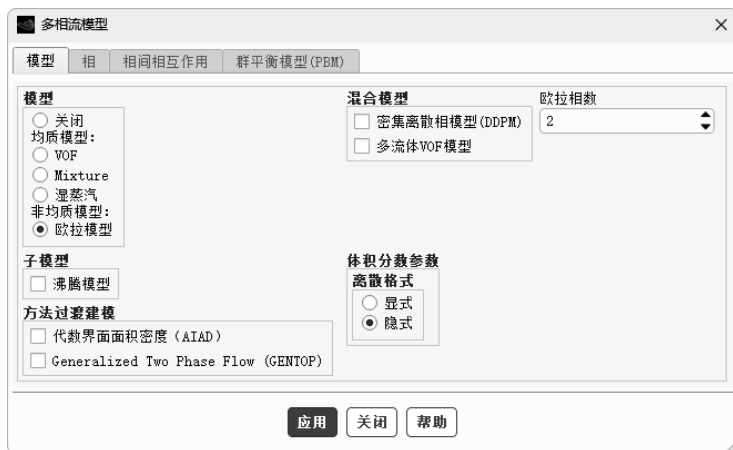 多相流模型
模型 相 相间相互作用 群平衡模型(PBM)
模型
关闭
均质模型:
VOF
Mixture
湿蒸汽
非均质模型:
欧拉模型
混合模型
密集离散相模型(DDPM)
多流体VOF模型
欧拉相数
2
子模型
沸腾模型
方法过渡建模
代数界面面积密度 (AIAD)
Generalized Two Phase Flow (GENTOP)
体积分数参数
离散格式
显式
隐式
应用 关闭 帮助